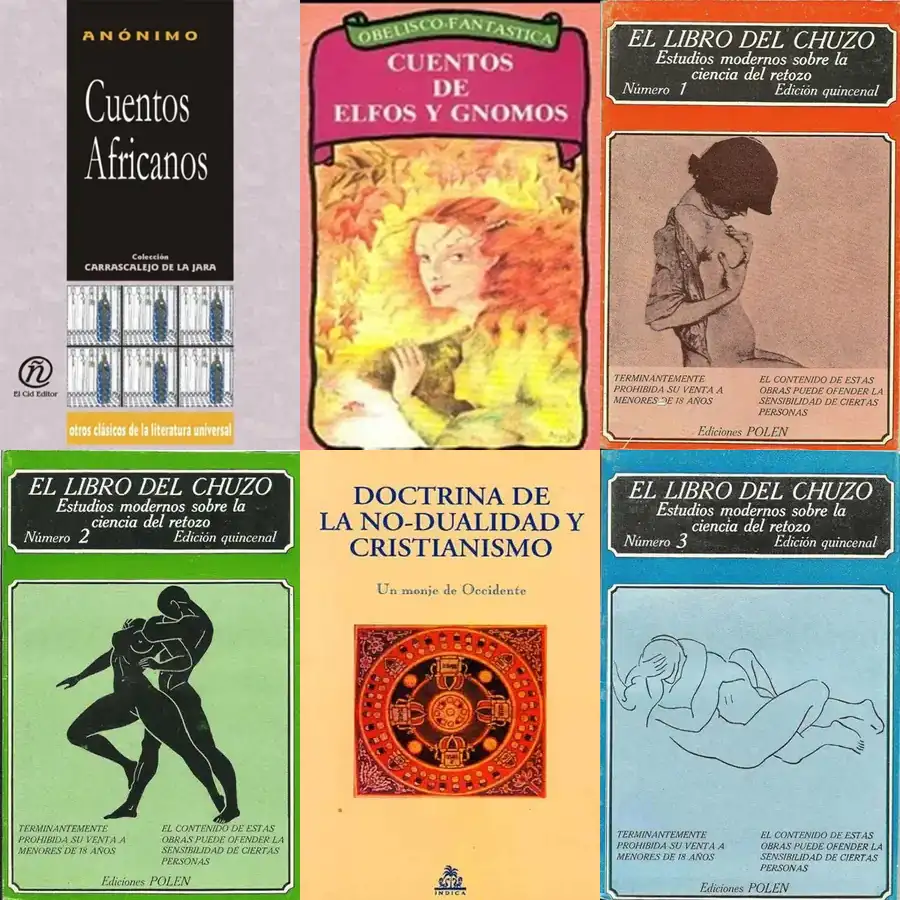 ANÓNIMO
Cuentos
Africanos
Colección
CARRASCALEJO DE LA JARA
ñ
El Cid Editor
otros clásicos de la literatura universal
OBELISCO-FANTASTICA
CUENTOS
DE
ELFOS Y GNOMOS
EL LIBRO DEL CHUZO
Estudios modernos sobre la
ciencia del retozo
Número 1 Edición quincenal
TERMINANTEMENTE
PROHIBIDA SU VENTA A
MENORES DE 18 AÑOS
EL CONTENIDO DE ESTAS
OBRAS PUEDE OFENDER LA
SENSIBILIDAD DE CIERTAS
PERSONAS
Ediciones POLEN
EL LIBRO DEL CHUZO
Estudios modernos sobre la
ciencia del retozo
Número 2 Edición quincenal
TERMINANTEMENTE
PROHIBIDA SU VENTA A
MENORES DE 18 AÑOS
EL CONTENIDO DE ESTAS
OBRAS PUEDE OFENDER LA
SENSIBILIDAD DE CIERTAS
PERSONAS
Ediciones POLEN
DOCTRINA DE
LA NO-DUALIDAD Y
CRISTIANISMO
Un monje de Occidente
INDICA
EL LIBRO DEL CHUZO
Estudios modernos sobre la
ciencia del retozo
Número 3 Edición quincenal
TERMINANTEMENTE
PROHIBIDA SU VENTA A
MENORES DE 18 AÑOS
EL CONTENIDO DE ESTAS
OBRAS PUEDE OFENDER LA
SENSIBILIDAD DE CIERTAS
PERSONAS
Ediciones POLEN